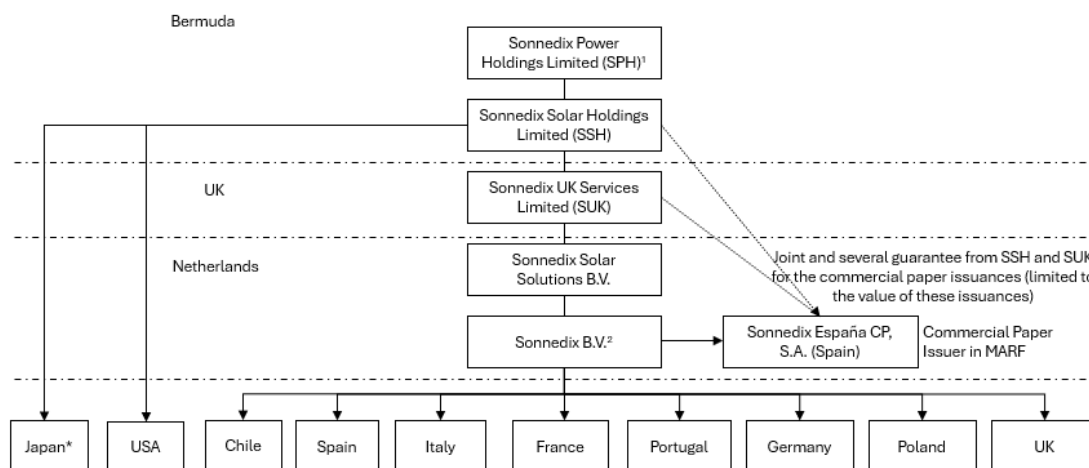 Bermuda
Sonnedix Power
Holdings Limited (SPH)¹
Sonnedix Solar Holdings
Limited (SSH)
UK
Sonnedix UK Services
Limited (SUK)
Netherlands
Sonnedix Solar
Solutions B.V.
Joint and several guarantee from SSH and SUK
for the commercial paper issuances (limited to
the value of these issuances)
Sonnedix B.V.²
Sonnedix España CP,
S.A. (Spain)
Commercial Paper
Issuer in MARF
Japan*
USA
Chile
Spain
Italy
France
Portugal
Germany
Poland
UK